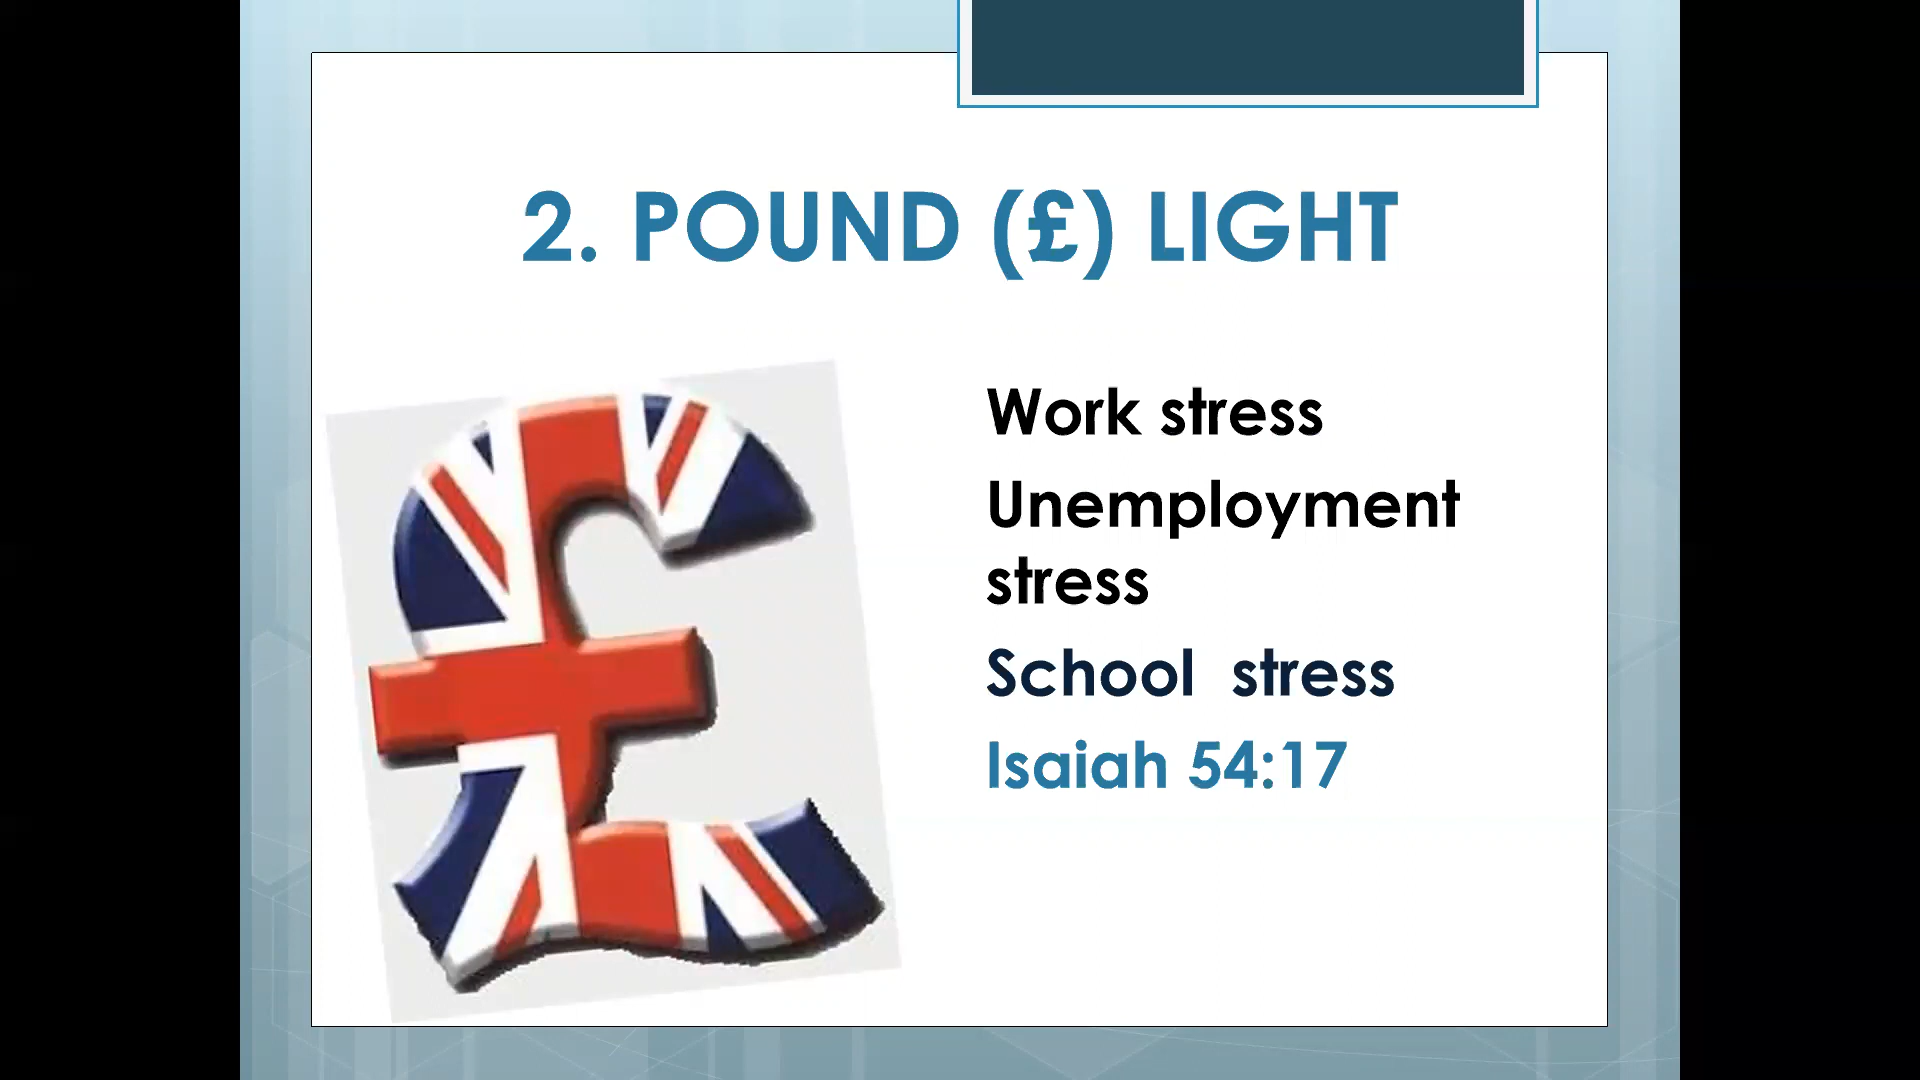 2. POUND (£) LIGHT
Work stress
Unemployment
stress
School  stress
Isaiah 54:17